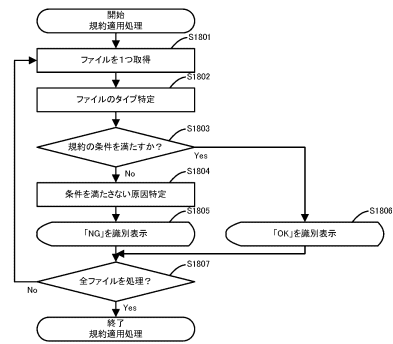 開始
規約適用処理
S1801
ファイルを1つ取得
S1802
ファイルのタイプ特定
S1803
規約の条件を満たすか？
Yes
No
S1804
条件を満たさない原因特定
S1805
「NG」を識別表示
S1806
「OK」を識別表示
S1807
全ファイルを処理？
No
Yes
終了
規約適用処理